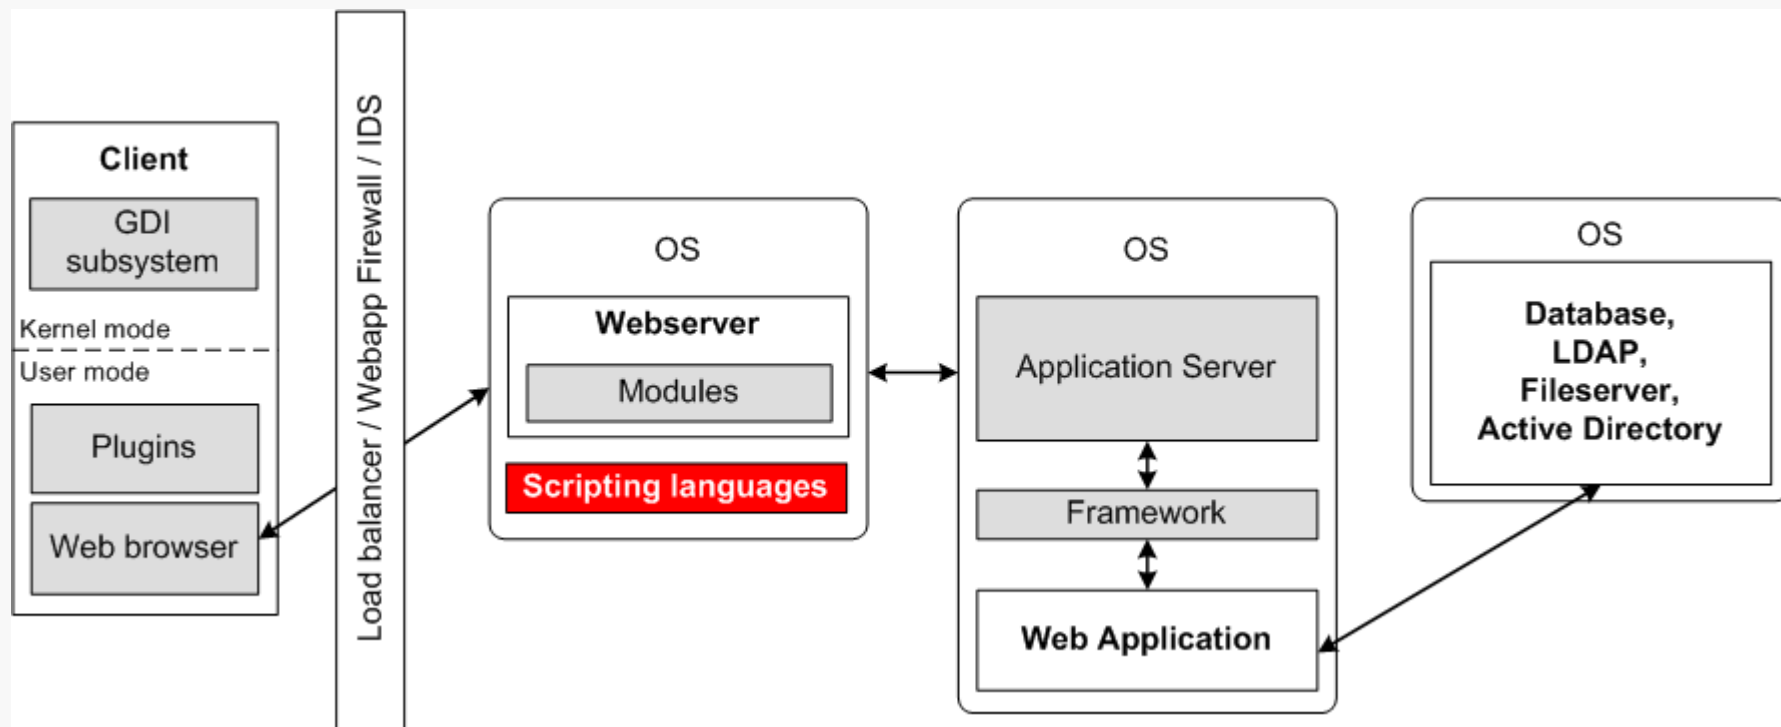 Client
GDI
subsystem
Kernel mode
User mode
Plugins
Web browser
Load balancer / Webapp Firewall / IDS
OS
Webserver
Modules
Scripting languages
OS
Application Server
Framework
Web Application
OS
Database,
LDAP,
Fileserver,
Active Directory